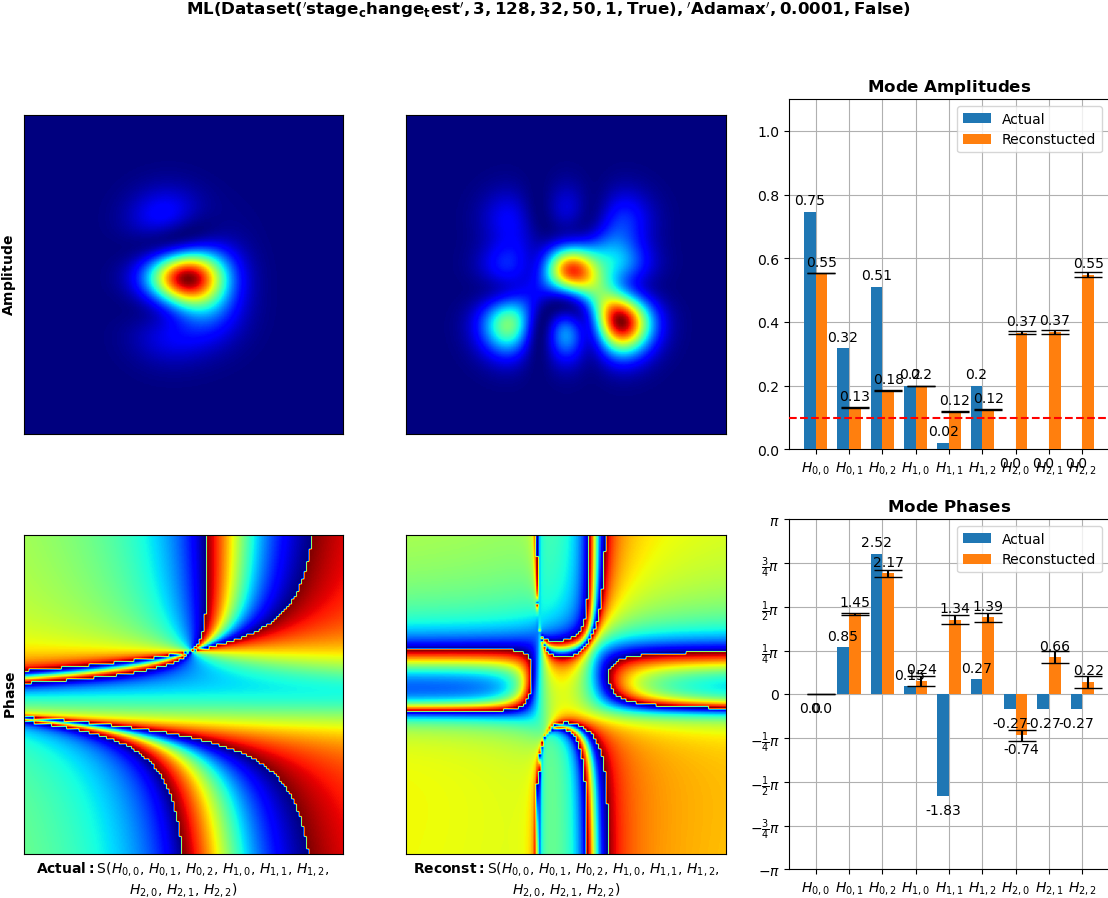 ML(Dataset('stage_change_test', 3, 128, 32, 50, 1, True), 'Adamax', 0.0001, False)
Amplitude
Mode Amplitudes
Actual
Reconstucted
1.0
0.8
0.6
0.4
0.2
0.0
0.75
0.55
0.32
0.13
0.51
0.18
0.2
0.2
0.02
0.12
0.2
0.12
0.0
0.37
0.0
0.37
0.0
0.55
H0,0 H0,1 H0,2 H1,0 H1,1 H1,2 H2,0 H2,1 H2,2
Phase
Actual: S(H0,0, H0,1, H0,2, H1,0, H1,1, H1,2,
H2,0, H2,1, H2,2)
Reconst: S(H0,0, H0,1, H0,2, H1,0, H1,1, H1,2,
H2,0, H2,1, H2,2)
Mode Phases
Actual
Reconstucted
π
3/4π
1/2π
1/4π
0
−1/4π
−1/2π
−3/4π
−π
0.0
0.0
0.85
1.45
2.52
2.17
0.15
0.24
-1.83
1.34
0.27
1.39
-0.27
-0.74
-0.27
0.66
-0.27
0.22
H0,0 H0,1 H0,2 H1,0 H1,1 H1,2 H2,0 H2,1 H2,2